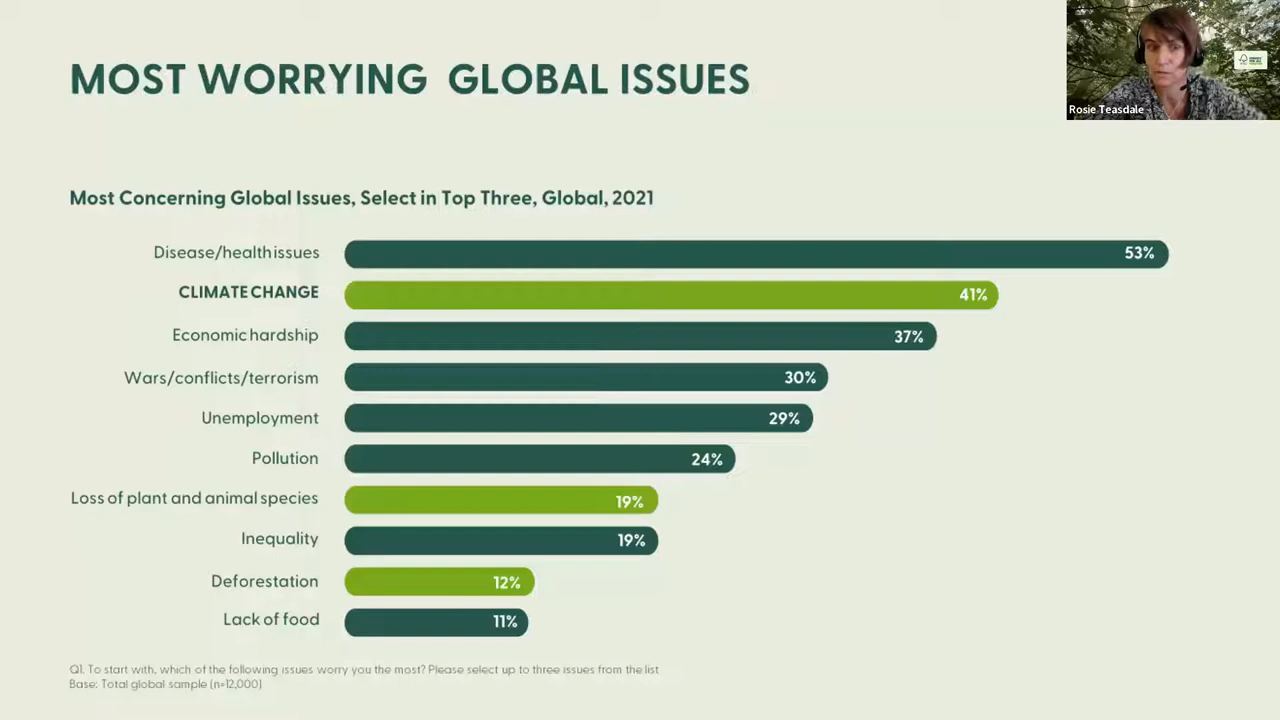 MOST WORRYING GLOBAL ISSUES
Rosie Teasdale
Most Concerning Global Issues, Select in Top Three, Global, 2021
Disease/health issues 53%
CLIMATE CHANGE 41%
Economic hardship 37%
Wars/conflicts/terrorism 30%
Unemployment 29%
Pollution 24%
Loss of plant and animal species 19%
Inequality 19%
Deforestation 12%
Lack of food 11%
Q1. To start with, which of the following issues worry you the most? Please select up to three issues from the list
Base: Total global sample (n=12,000)